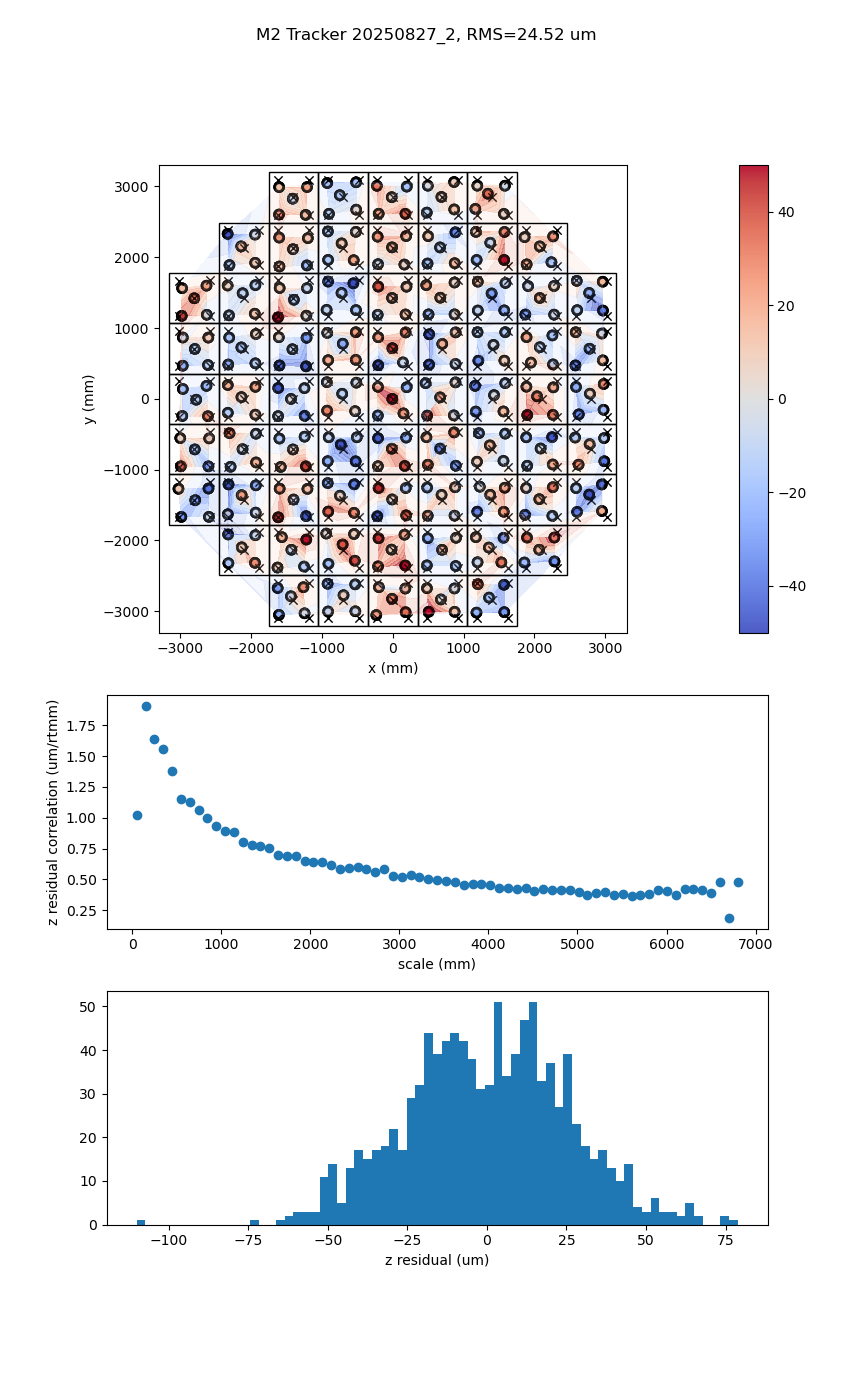 M2 Tracker 20250827_2, RMS=24.52 um
3000
2000
1000
0
−1000
−2000
−3000
y (mm)
−3000 −2000 −1000 0 1000 2000 3000
x (mm)
40
20
0
−20
−40
1.75
1.50
1.25
1.00
0.75
0.50
0.25
z residual correlation (um/rtmm)
0 1000 2000 3000 4000 5000 6000 7000
scale (mm)
50
40
30
20
10
0
−100 −75 −50 −25 0 25 50 75
z residual (um)